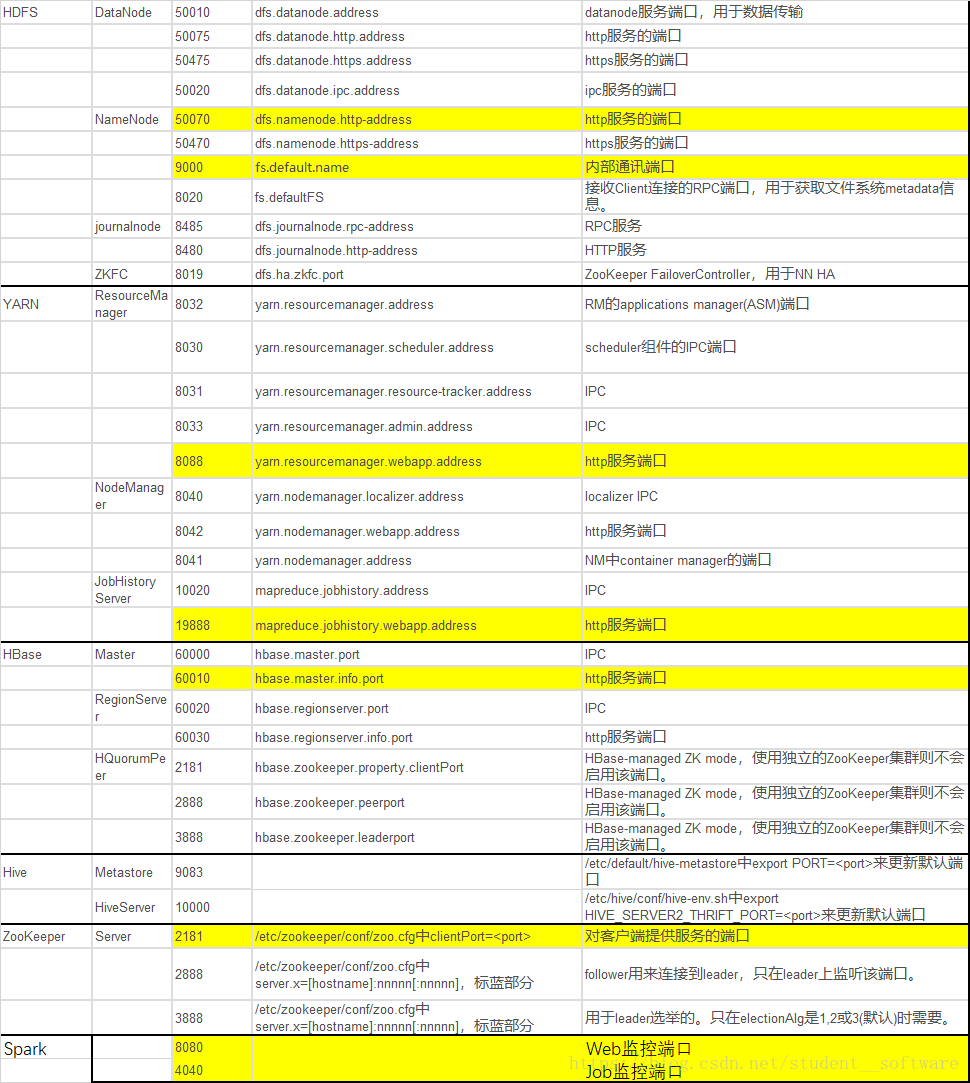 HDFS DataNode 50010 dfs.datanode.address datanode服务端口，用于数据传输
50075 dfs.datanode.http.address http服务的端口
50475 dfs.datanode.https.address https服务的端口
50020 dfs.datanode.ipc.address ipc服务的端口
NameNode 50070 dfs.namenode.http-address http服务的端口
50470 dfs.namenode.https-address https服务的端口
9000 fs.default.name 内部通讯端口
8020 fs.defaultFS 接收Client连接的RPC端口，用于获取文件系统metadata信
息。
journalnode 8485 dfs.journalnode.rpc-address RPC服务
8480 dfs.journalnode.http-address HTTP服务
ZKFC 8019 dfs.ha.zkfc.port ZooKeeper FailoverController，用于NN HA
YARN ResourceMa
nager 8032 yarn.resourcemanager.address RM的applications manager(ASM)端口
8030 yarn.resourcemanager.scheduler.address scheduler组件的IPC端口
8031 yarn.resourcemanager.resource-tracker.address IPC
8033 yarn.resourcemanager.admin.address IPC
8088 yarn.resourcemanager.webapp.address http服务端口
NodeManag
er 8040 yarn.nodemanager.localizer.address localizer IPC
8042 yarn.nodemanager.webapp.address http服务端口
8041 yarn.nodemanager.address NM中container manager的端口
JobHistory
Server 10020 mapreduce.jobhistory.address IPC
19888 mapreduce.jobhistory.webapp.address http服务端口
HBase Master 60000 hbase.master.port IPC
60010 hbase.master.info.port http服务端口
RegionServe
r 60020 hbase.regionserver.port IPC
60030 hbase.regionserver.info.port http服务端口
HQuorumPe
er 2181 hbase.zookeeper.property.clientPort HBase-managed ZK mode，使用独立的ZooKeeper集群则不会
启用该端口。
2888 hbase.zookeeper.peerport HBase-managed ZK mode，使用独立的ZooKeeper集群则不会
启用该端口。
3888 hbase.zookeeper.leaderport HBase-managed ZK mode，使用独立的ZooKeeper集群则不会
启用该端口。
Hive Metastore 9083 /etc/default/hive-metastore中export PORT=<port>来更新默认端
口
HiveServer 10000 /etc/hive/conf/hive-env.sh中export
HIVE_SERVER2_THRIFT_PORT=<port>来更新默认端口
ZooKeeper Server 2181 /etc/zookeeper/conf/zoo.cfg中clientPort=<port> 对客户端提供服务的端口
2888 /etc/zookeeper/conf/zoo.cfg中
server.x=[hostname]:nnnnn[:nnnnn]，标蓝部分 follower用来连接到leader，只在leader上监听该端口。
3888 /etc/zookeeper/conf/zoo.cfg中
server.x=[hostname]:nnnnn[:nnnnn]，标蓝部分 用于leader选举的。只在electionAlg是1,2或3(默认)时需要。
Spark 8080 Web监控端口
4040 Job监控端口
https://blog.csdn.net/student__software